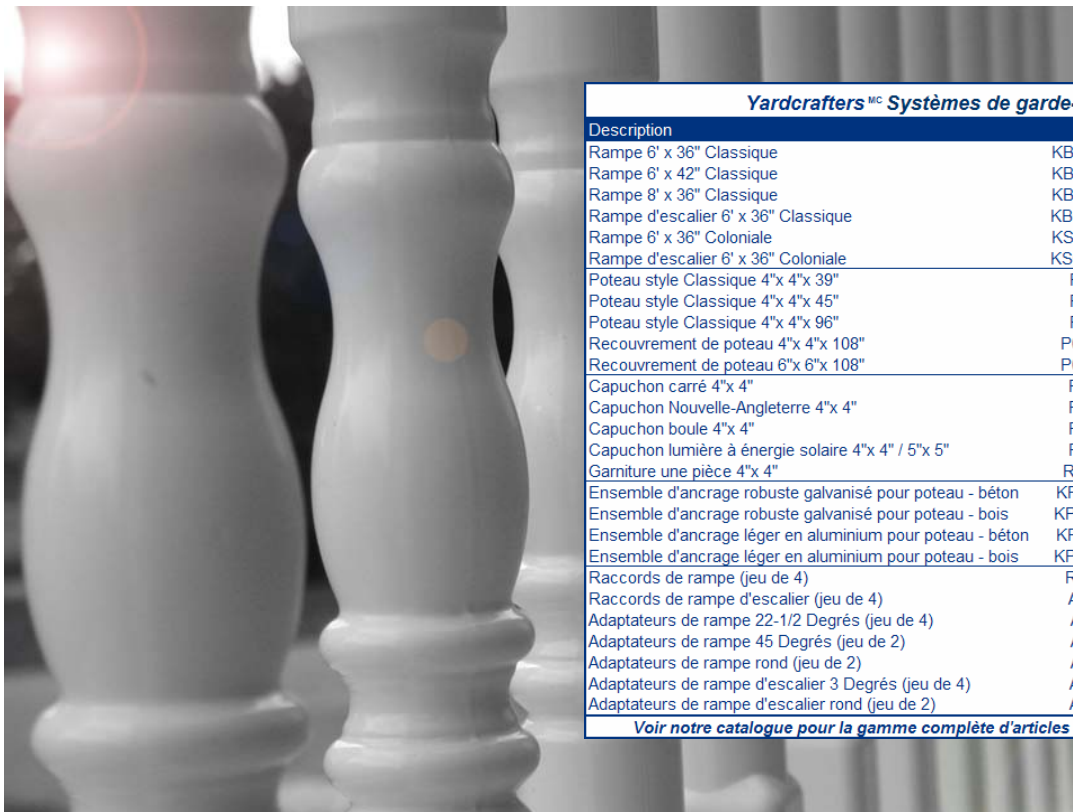 Yardcrafters MC Systèmes de garde-
Description
Rampe 6' x 36" Classique KB
Rampe 6' x 42" Classique KB
Rampe 8' x 36" Classique KB
Rampe d'escalier 6' x 36" Classique KB
Rampe 6' x 36" Coloniale KS
Rampe d'escalier 6' x 36" Coloniale KS
Poteau style Classique 4"x 4"x 39"
Poteau style Classique 4"x 4"x 45"
Poteau style Classique 4"x 4"x 96"
Recouvrement de poteau 4"x 4"x 108"
Recouvrement de poteau 6"x 6"x 108"
Capuchon carré 4"x 4"
Capuchon Nouvelle-Angleterre 4"x 4"
Capuchon boule 4"x 4"
Capuchon lumière à énergie solaire 4"x 4" / 5"x 5"
Garniture une pièce 4"x 4" R
Ensemble d'ancrage robuste galvanisé pour poteau - béton
Ensemble d'ancrage robuste galvanisé pour poteau - bois
Ensemble d'ancrage léger en aluminium pour poteau - béton
Ensemble d'ancrage léger en aluminium pour poteau - bois
Raccords de rampe (jeu de 4)
Raccords de rampe d'escalier (jeu de 4)
Adaptateurs de rampe 22-1/2 Degrés (jeu de 4)
Adaptateurs de rampe 45 Degrés (jeu de 2)
Adaptateurs de rampe rond (jeu de 2)
Adaptateurs de rampe d'escalier 3 Degrés (jeu de 4)
Adaptateurs de rampe d'escalier rond (jeu de 2)
Voir notre catalogue pour la gamme complète d'articles